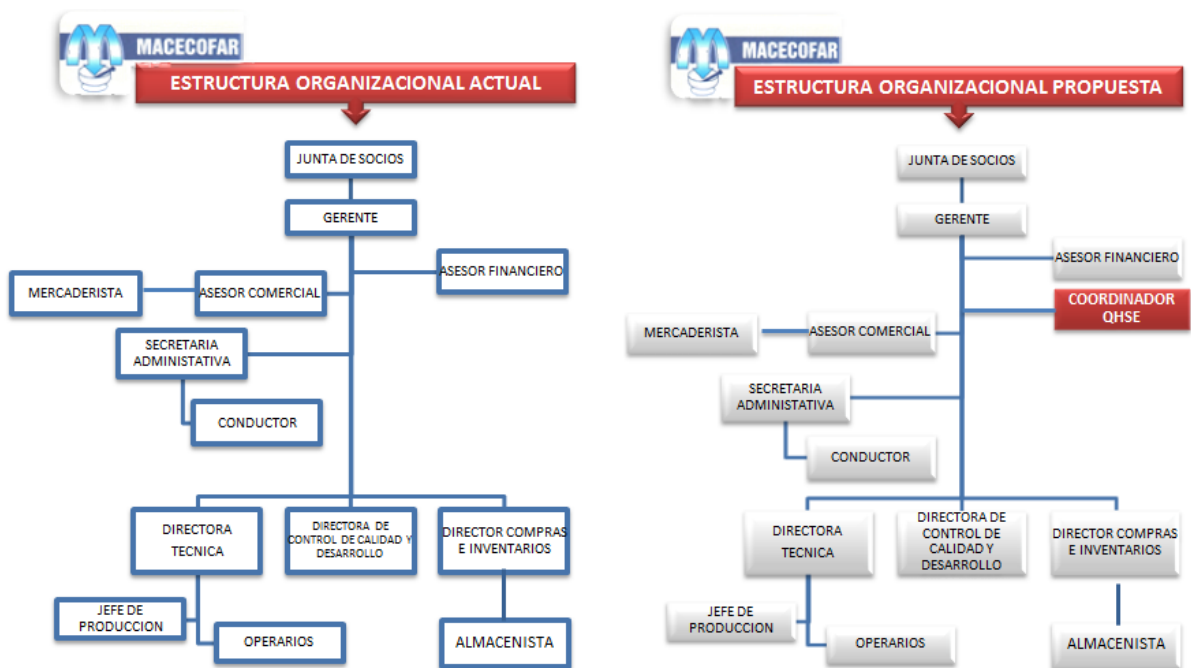 MACECOFAR
ESTRUCTURA ORGANIZACIONAL ACTUAL
JUNTA DE SOCIOS
GERENTE
ASESOR FINANCIERO
MERCADERISTA
ASESOR COMERCIAL
SECRETARIA
ADMINISTATIVA
CONDUCTOR
DIRECTORA
TECNICA
DIRECTORA DE
CONTROL DE CALIDAD Y
DESARROLLO
DIRECTOR COMPRAS
E INVENTARIOS
JEFE DE
PRODUCCION
OPERARIOS
ALMACENISTA
MACECOFAR
ESTRUCTURA ORGANIZACIONAL PROPUESTA
JUNTA DE SOCIOS
GERENTE
ASESOR FINANCIERO
COORDINADOR
QHSE
MERCADERISTA
ASESOR COMERCIAL
SECRETARIA
ADMINISTATIVA
CONDUCTOR
DIRECTORA
TECNICA
DIRECTORA DE
CONTROL DE
CALIDAD Y
DESARROLLO
DIRECTOR COMPRAS
E INVENTARIOS
JEFE DE
PRODUCCION
OPERARIOS
ALMACENISTA